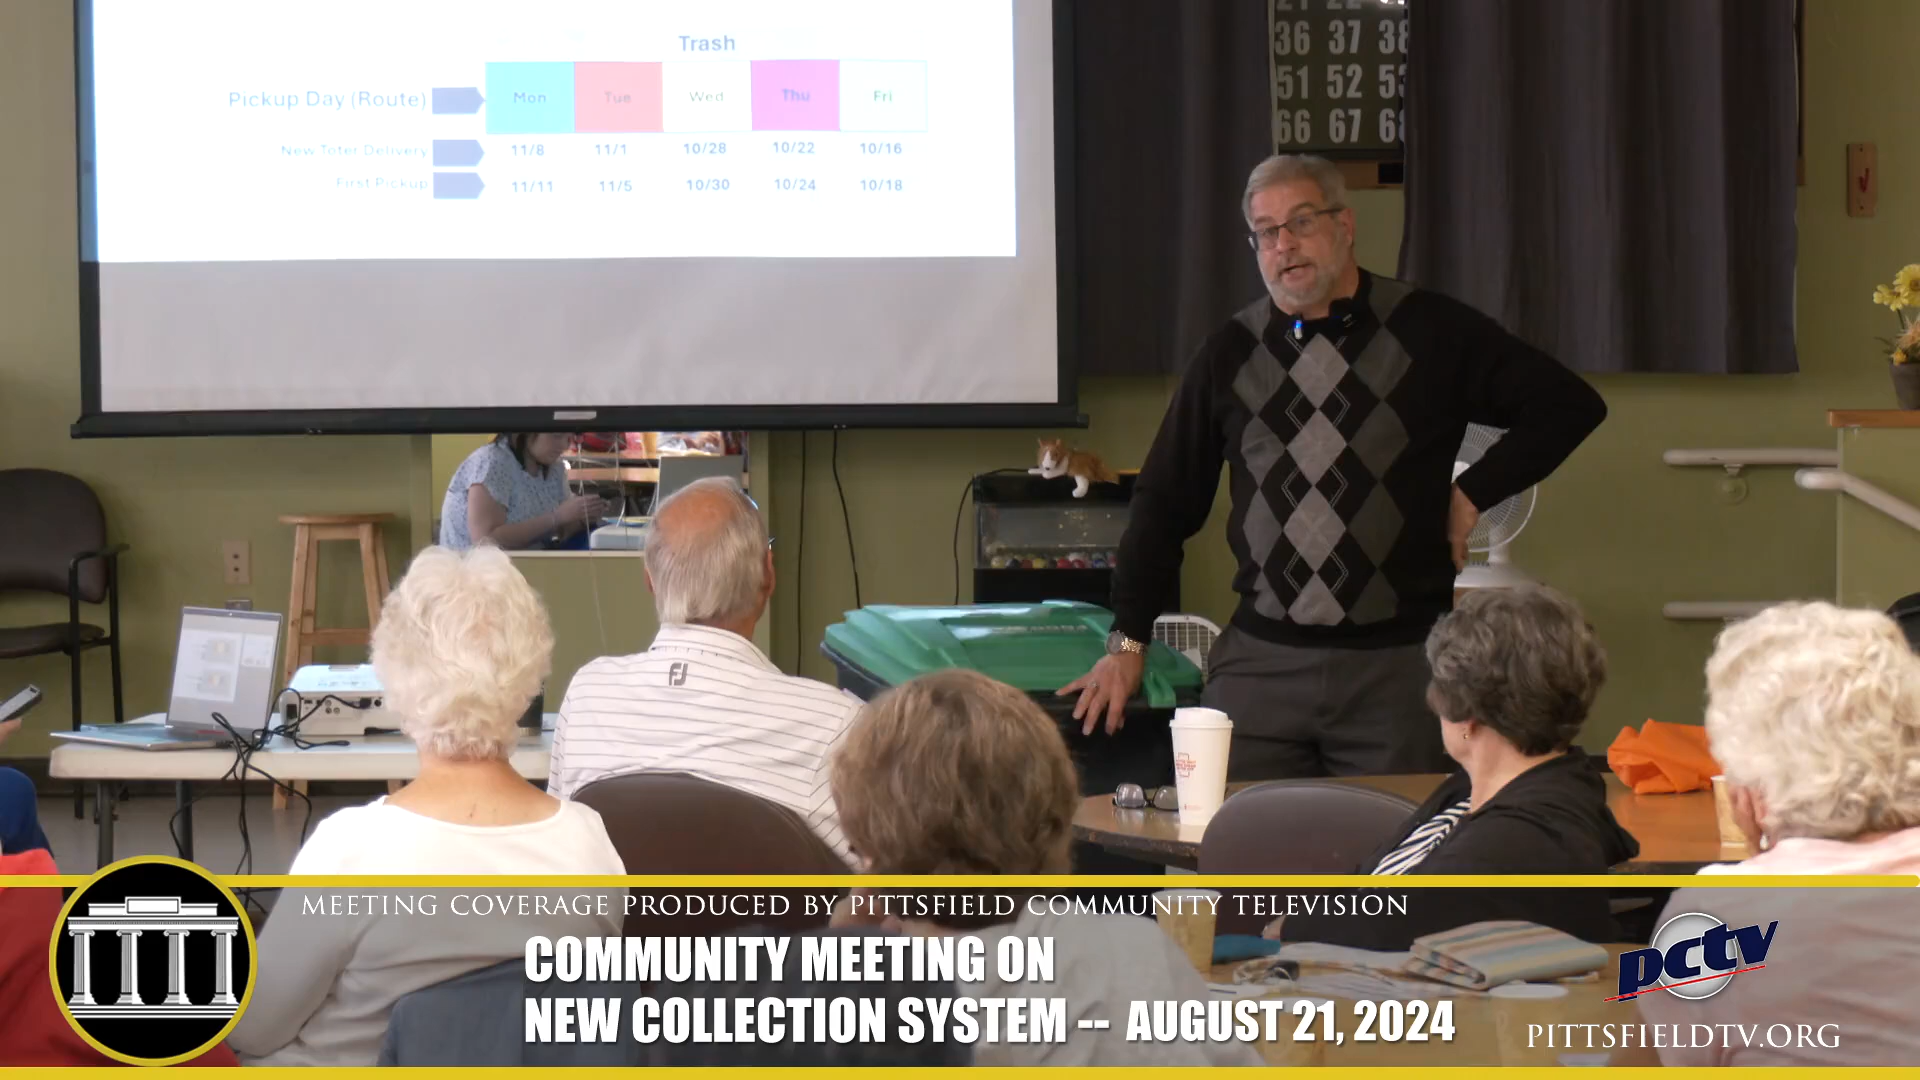 Trash
Pickup Day (Route)
Mon Tue Wed Thu Fri
New Toter Delivery 11/8 11/1 10/28 10/22 10/16
First Pickup 11/11 11/5 10/30 10/24 10/18
21 22
36 37 38
51 52 53
66 67 68
FJ
MEETING COVERAGE PRODUCED BY PITTSFIELD COMMUNITY TELEVISION
COMMUNITY MEETING ON
NEW COLLECTION SYSTEM -- AUGUST 21, 2024
pctv
PITTSFIELDTV.ORG